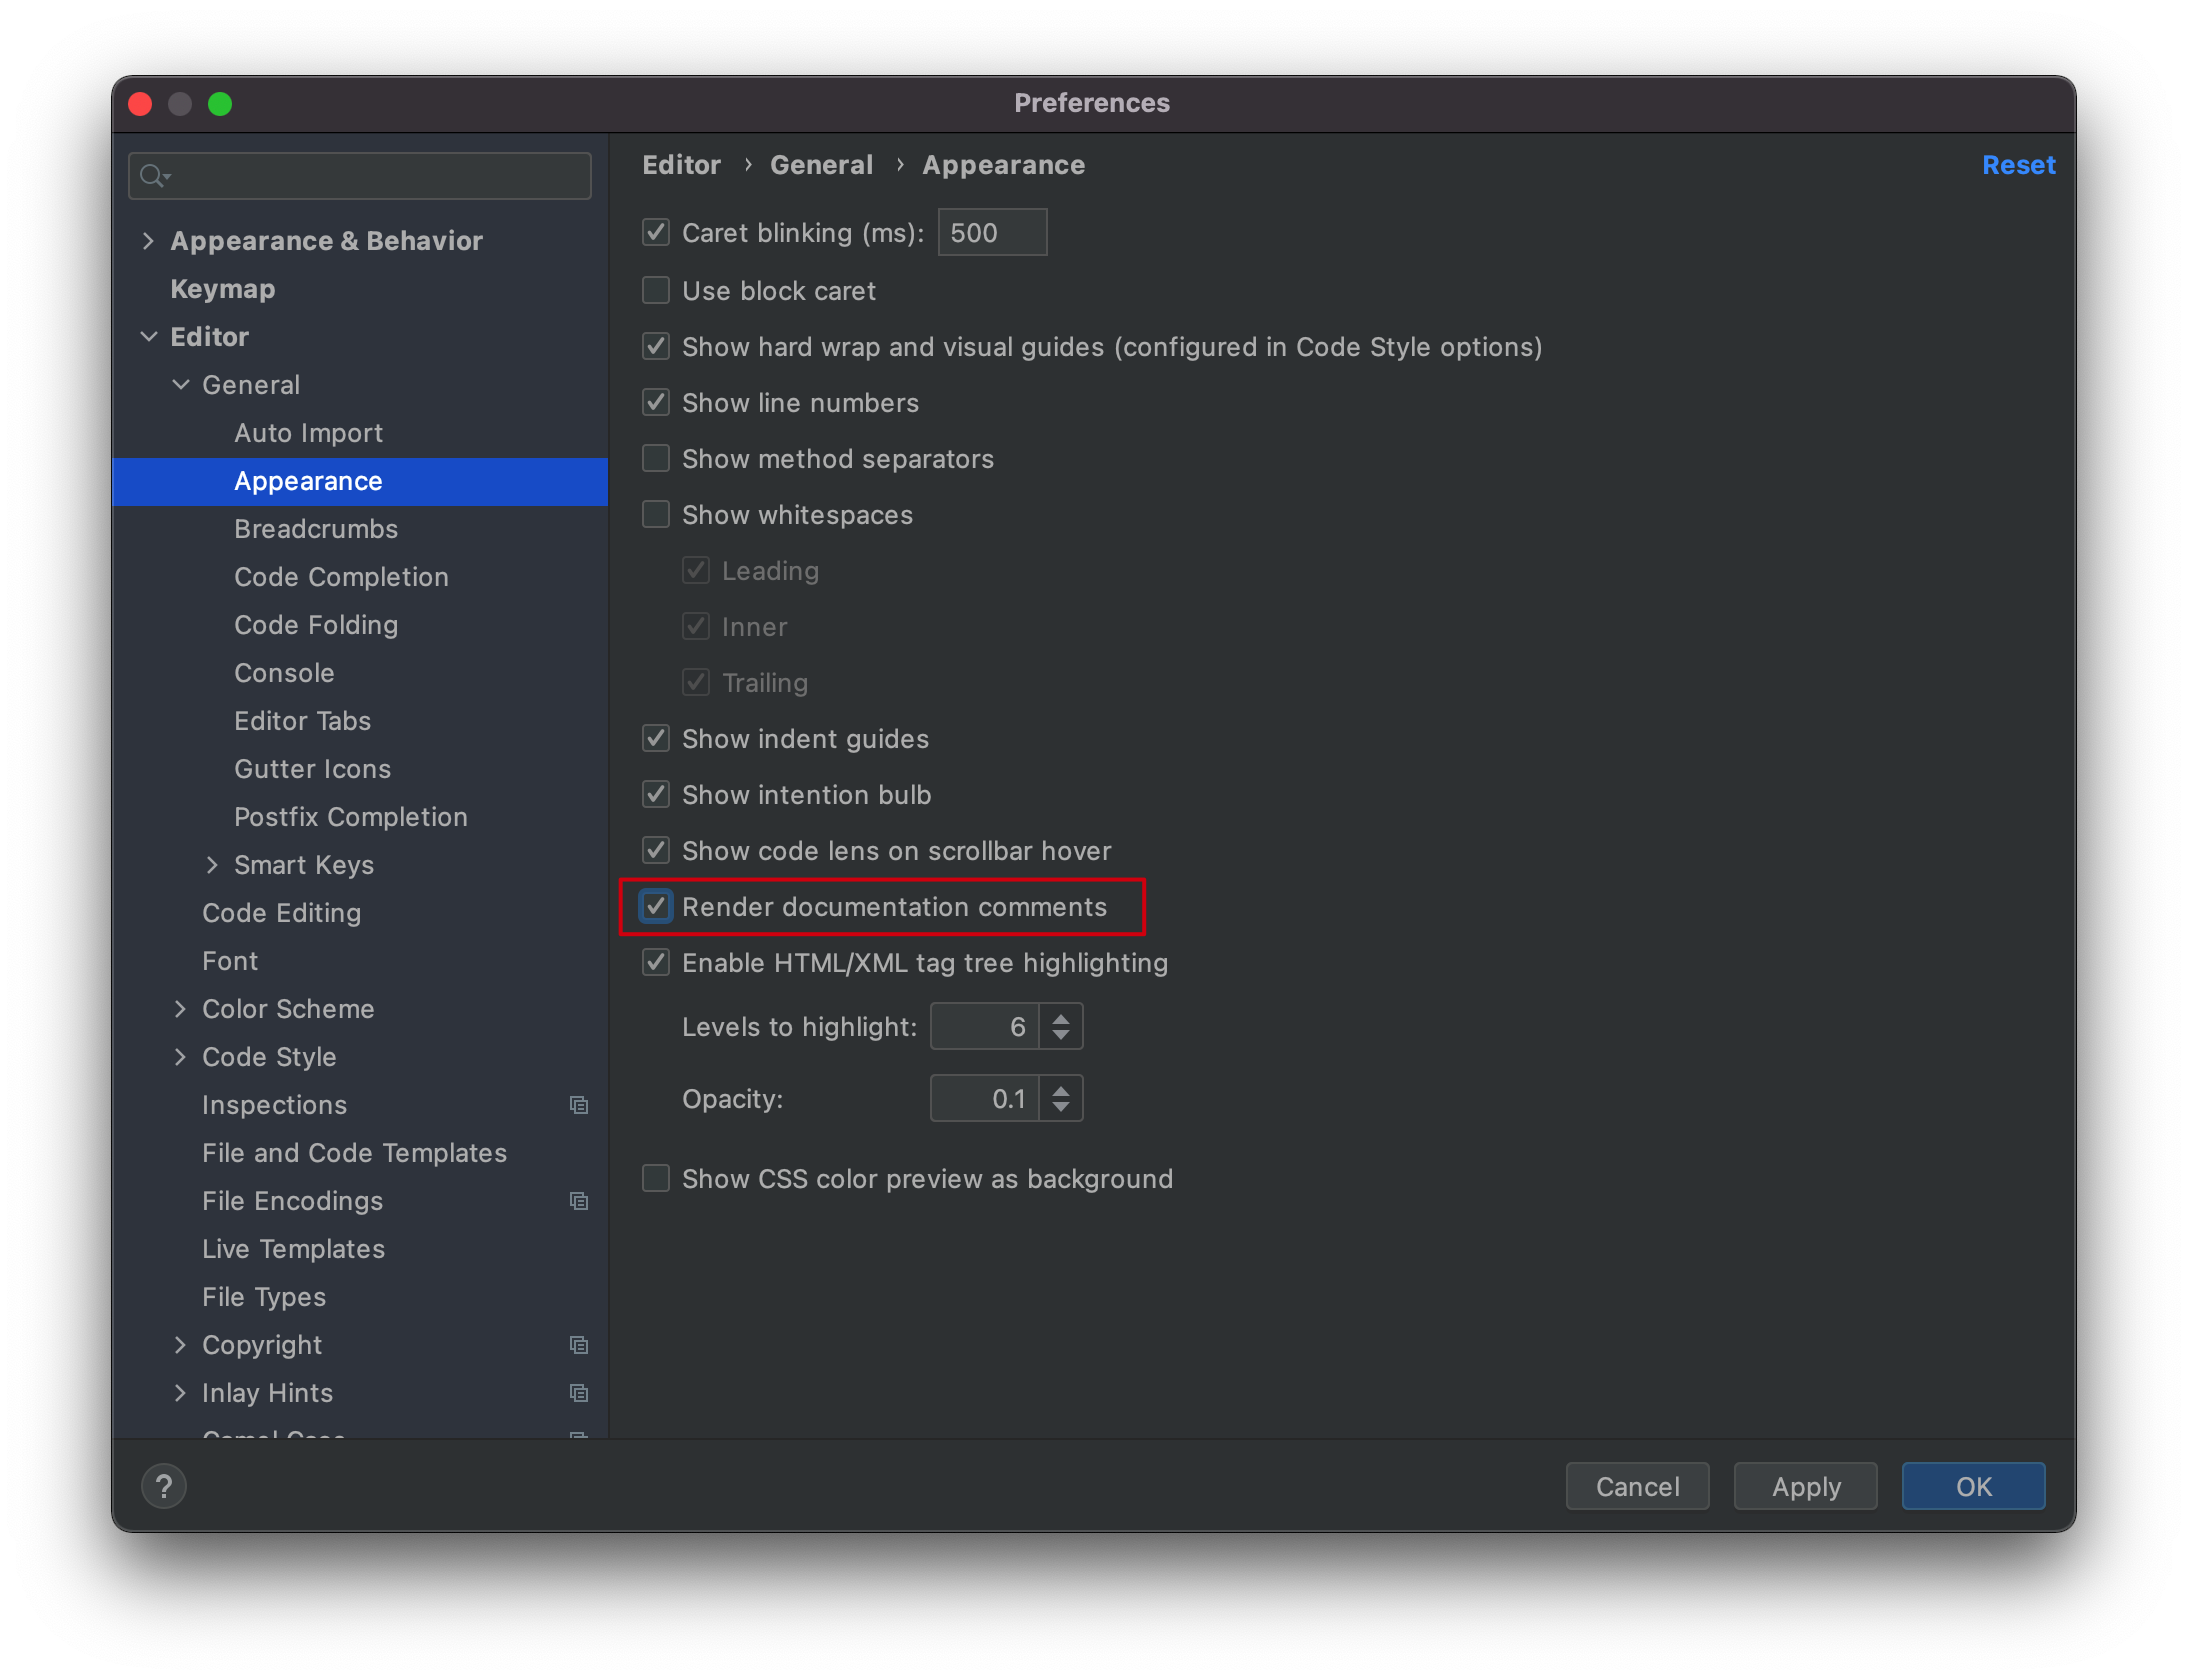 Preferences
Appearance & Behavior
Keymap
Editor
General
Auto Import
Appearance
Breadcrumbs
Code Completion
Code Folding
Console
Editor Tabs
Gutter Icons
Postfix Completion
Smart Keys
Code Editing
Font
Color Scheme
Code Style
Inspections
File and Code Templates
File Encodings
Live Templates
File Types
Copyright
Inlay Hints
Editor › General › Appearance
Reset
Caret blinking (ms): 500
Use block caret
Show hard wrap and visual guides (configured in Code Style options)
Show line numbers
Show method separators
Show whitespaces
Leading
Inner
Trailing
Show indent guides
Show intention bulb
Show code lens on scrollbar hover
Render documentation comments
Enable HTML/XML tag tree highlighting
Levels to highlight: 6
Opacity: 0.1
Show CSS color preview as background
?
Cancel
Apply
OK